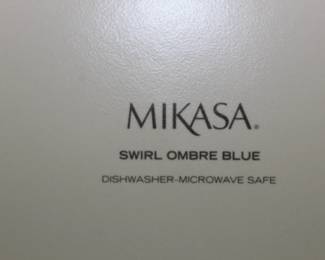 MIKASA®
SWIRL OMBRE BLUE
DISHWASHER-MICROWAVE SAFE